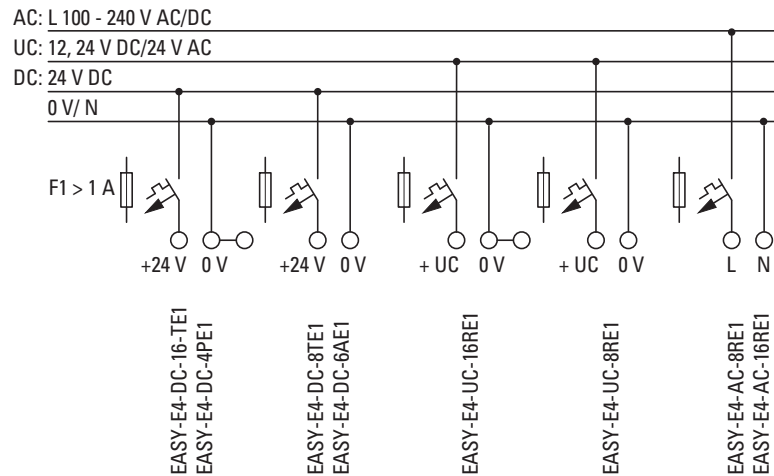 AC: L 100 - 240 V AC/DC
UC: 12, 24 V DC/24 V AC
DC: 24 V DC
0 V/ N
F1 > 1 A
+24 V 0 V +24 V 0 V + UC 0 V + UC 0 V L N
EASY-E4-DC-16-TE1
EASY-E4-DC-4PE1
EASY-E4-DC-8TE1
EASY-E4-DC-6AE1
EASY-E4-UC-16RE1
EASY-E4-UC-8RE1
EASY-E4-AC-8RE1
EASY-E4-AC-16RE1